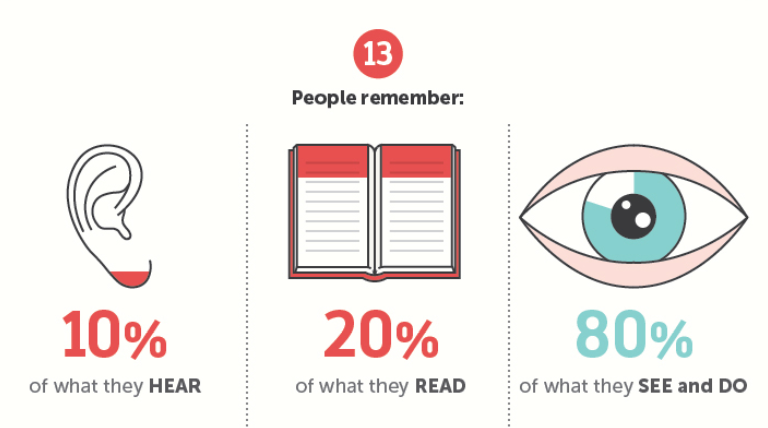 13
People remember:
10%
of what they HEAR
20%
of what they READ
80%
of what they SEE and DO